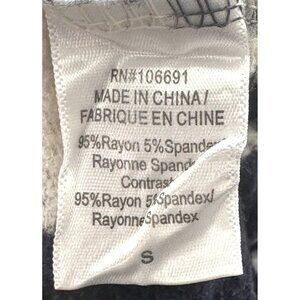 RN#106691
MADE IN CHINA/
FABRIQUE EN CHINE
95%Rayon 5%Spandex/
Rayonne Spandex
Contrast
95%Rayon 5%Spandex/
Rayonne Spandex
S